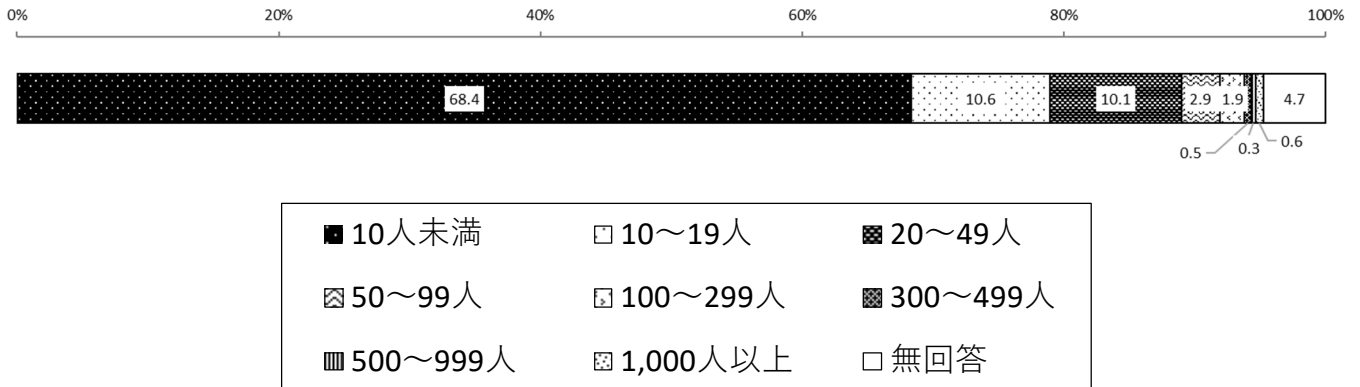 0% 20% 40% 60% 80% 100%
68.4 10.6 10.1 2.9 1.9 4.7
0.5 0.3 0.6
10人未満 10～19人 20～49人
50～99人 100～299人 300～499人
500～999人 1,000人以上 無回答